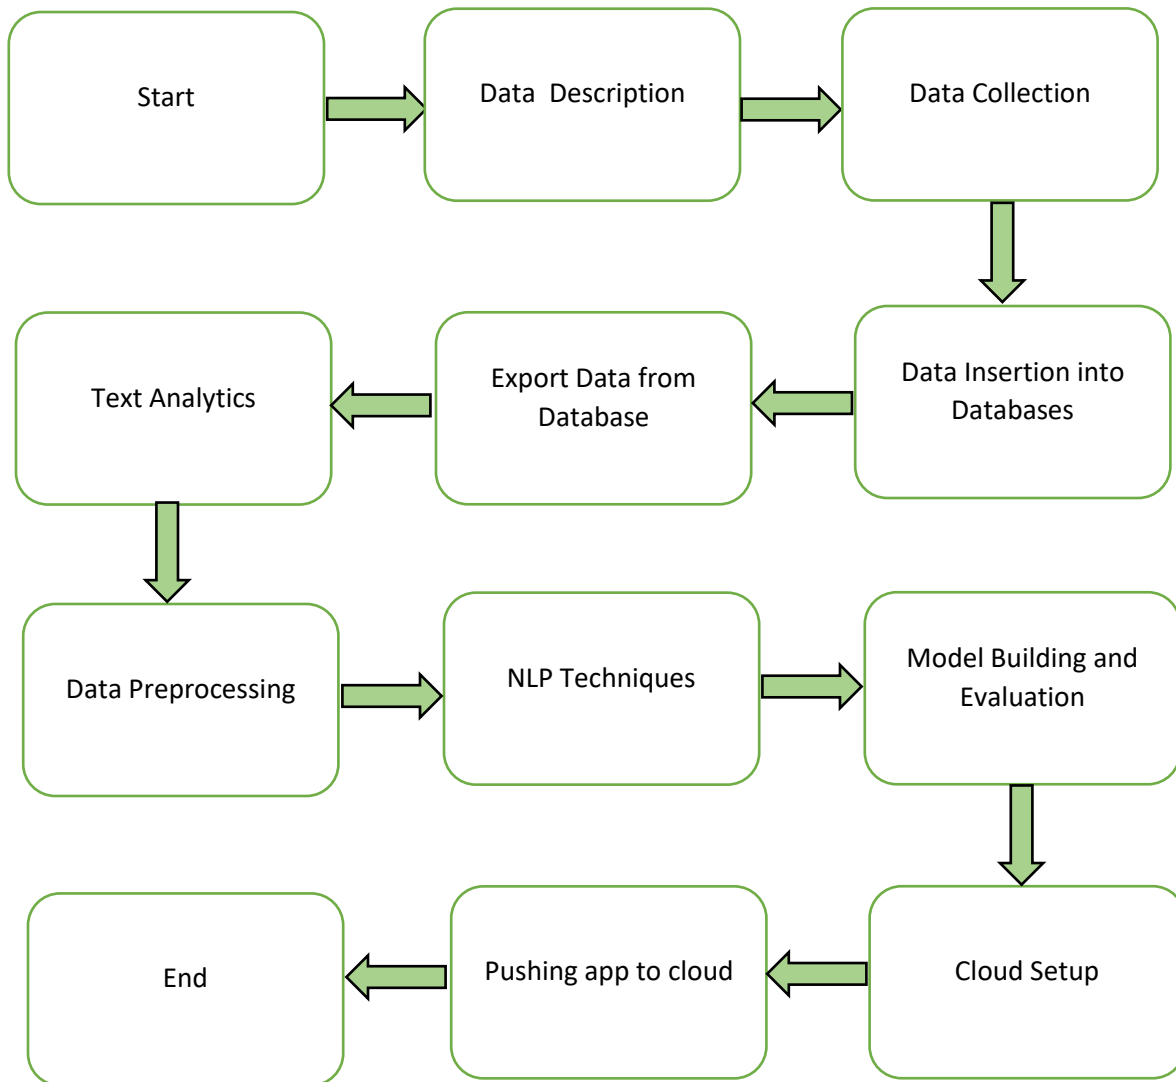 Start
Data  Description
Data Collection
Data Insertion into
Databases
Export Data from
Database
Text Analytics
Data Preprocessing
NLP Techniques
Model Building and
Evaluation
Cloud Setup
Pushing app to cloud
End